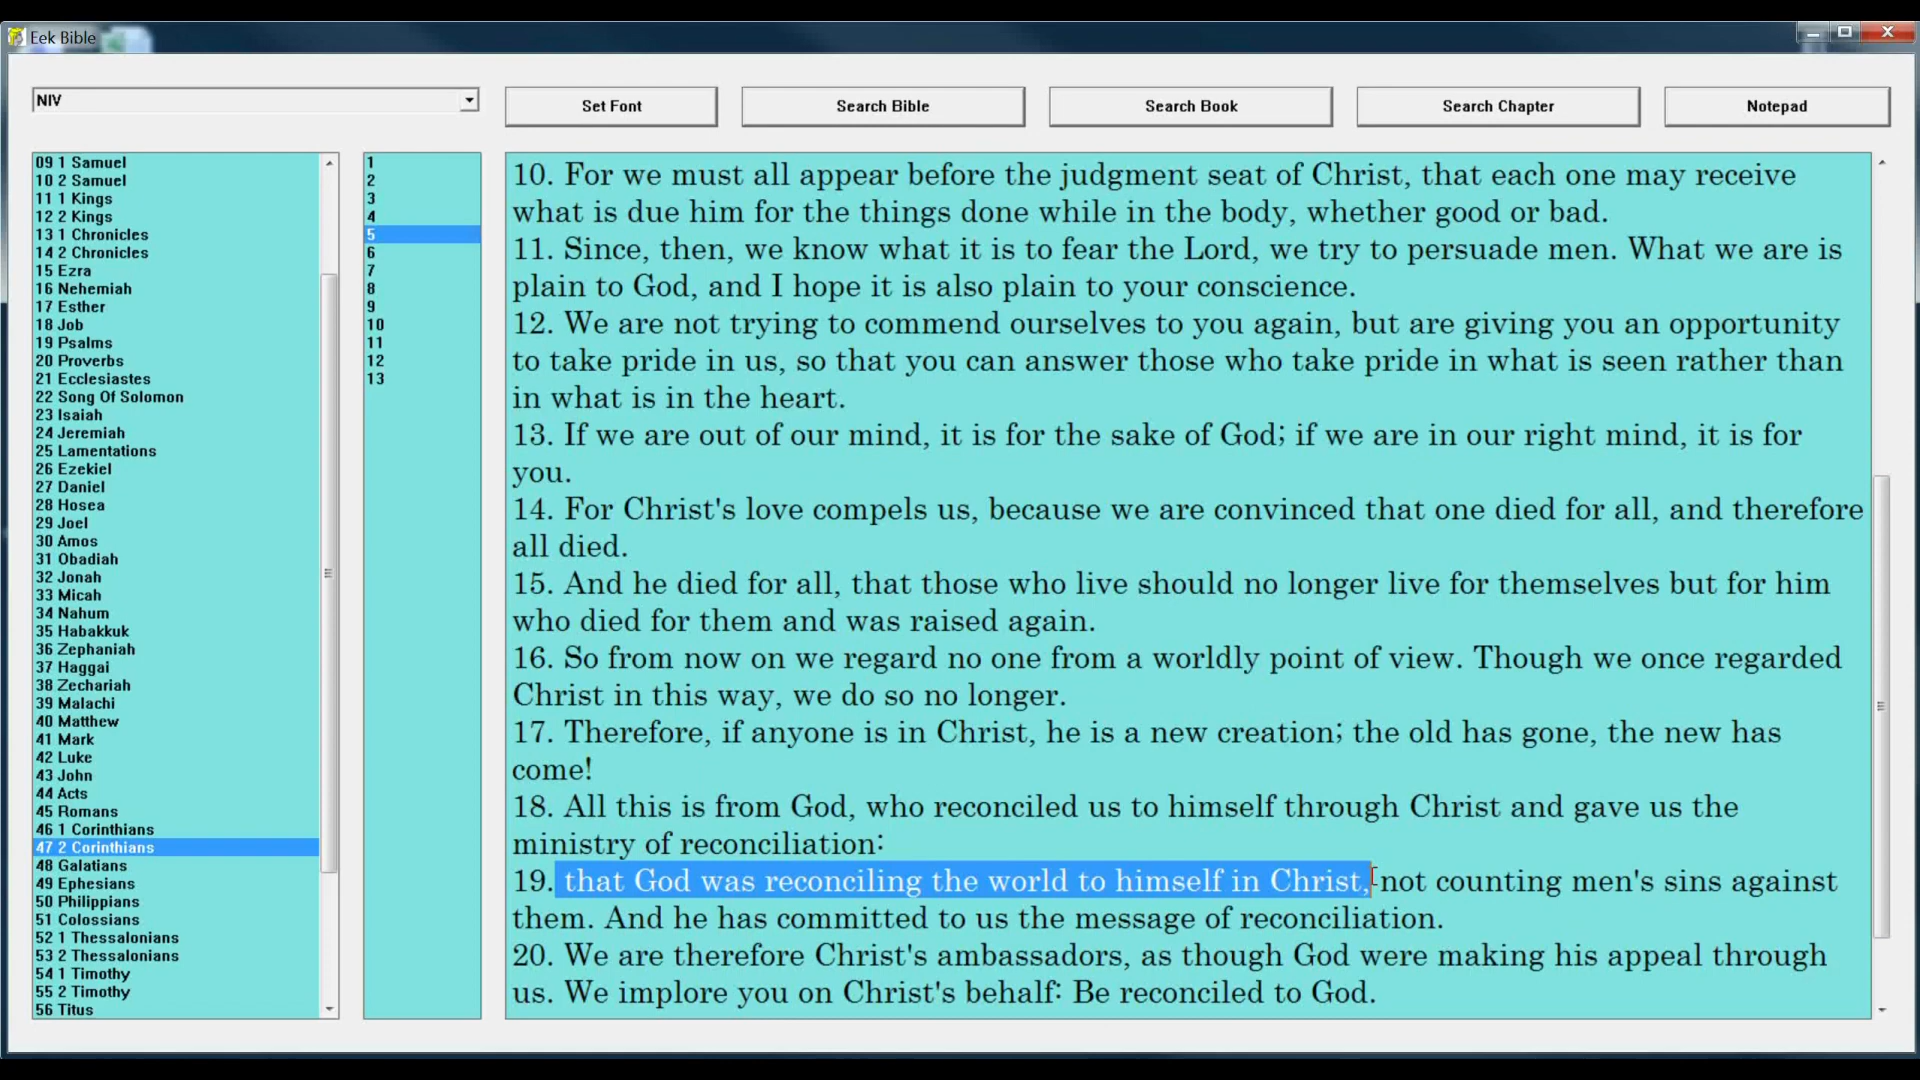 Eek Bible
NIV
Set Font
Search Bible
Search Book
Search Chapter
Notepad
09 1 Samuel
10 2 Samuel
11 1 Kings
12 2 Kings
13 1 Chronicles
14 2 Chronicles
15 Ezra
16 Nehemiah
17 Esther
18 Job
19 Psalms
20 Proverbs
21 Ecclesiastes
22 Song Of Solomon
23 Isaiah
24 Jeremiah
25 Lamentations
26 Ezekiel
27 Daniel
28 Hosea
29 Joel
30 Amos
31 Obadiah
32 Jonah
33 Micah
34 Nahum
35 Habakkuk
36 Zephaniah
37 Haggai
38 Zechariah
39 Malachi
40 Matthew
41 Mark
42 Luke
43 John
44 Acts
45 Romans
46 1 Corinthians
47 2 Corinthians
48 Galatians
49 Ephesians
50 Philippians
51 Colossians
52 1 Thessalonians
53 2 Thessalonians
54 1 Timothy
55 2 Timothy
56 Titus
1
2
3
4
5
6
7
8
9
10
11
12
13
10. For we must all appear before the judgment seat of Christ, that each one may receive
what is due him for the things done while in the body, whether good or bad.
11. Since, then, we know what it is to fear the Lord, we try to persuade men. What we are is
plain to God, and I hope it is also plain to your conscience.
12. We are not trying to commend ourselves to you again, but are giving you an opportunity
to take pride in us, so that you can answer those who take pride in what is seen rather than
in what is in the heart.
13. If we are out of our mind, it is for the sake of God; if we are in our right mind, it is for
you.
14. For Christ's love compels us, because we are convinced that one died for all, and therefore
all died.
15. And he died for all, that those who live should no longer live for themselves but for him
who died for them and was raised again.
16. So from now on we regard no one from a worldly point of view. Though we once regarded
Christ in this way, we do so no longer.
17. Therefore, if anyone is in Christ, he is a new creation; the old has gone, the new has
come!
18. All this is from God, who reconciled us to himself through Christ and gave us the
ministry of reconciliation:
19. that God was reconciling the world to himself in Christ, not counting men's sins against
them. And he has committed to us the message of reconciliation.
20. We are therefore Christ's ambassadors, as though God were making his appeal through
us. We implore you on Christ's behalf: Be reconciled to God.